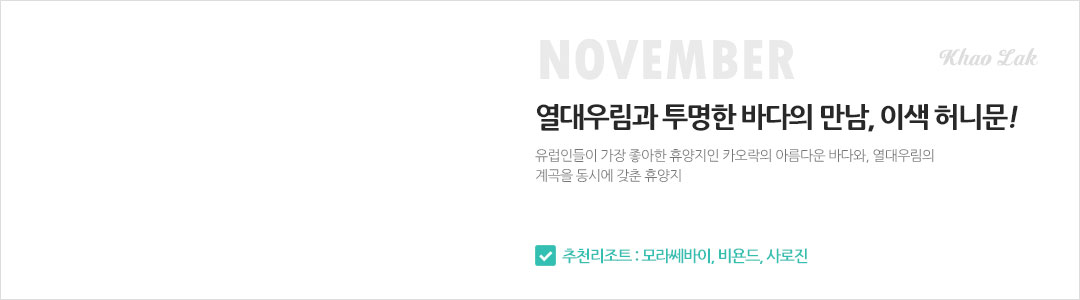 NOVEMBER
Khao Lak
열대우림과 투명한 바다의 만남, 이색 허니문!
유럽인들이 가장 좋아한 휴양지인 카오락의 아름다운 바다와, 열대우림의
계곡을 동시에 갖춘 휴양지
추천리조트 : 모라쎄바이, 비욘드, 사로진